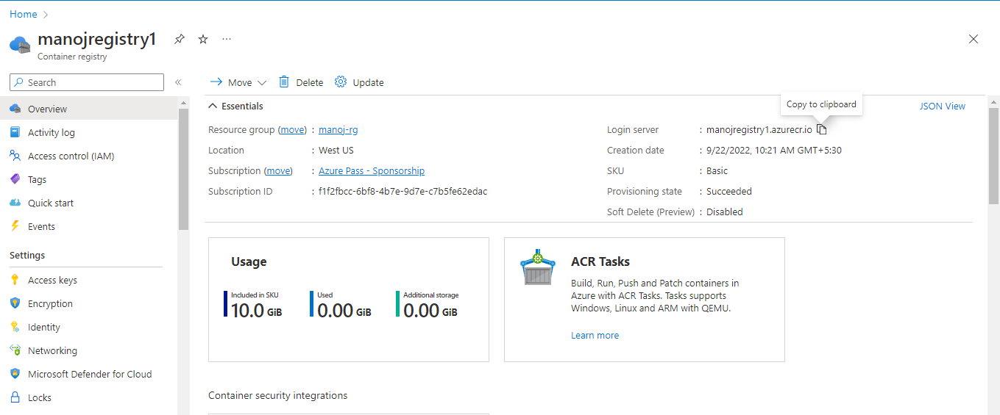 Home
manojregistry1
Container registry
Search
Overview
Activity log
Access control (IAM)
Tags
Quick start
Events
Settings
Access keys
Encryption
Identity
Networking
Microsoft Defender for Cloud
Locks
Move
Delete
Update
Copy to clipboard
Essentials
JSON View
Resource group (move) : manoj-rg
Location : West US
Subscription (move) : Azure Pass - Sponsorship
Subscription ID : f1f2fbcc-6bf8-4b7e-9d7e-c7b5fe62edac
Login server : manojregistry1.azurecr.io
Creation date : 9/22/2022, 10:21 AM GMT+5:30
SKU : Basic
Provisioning state : Succeeded
Soft Delete (Preview) : Disabled
Usage
Included in SKU
10.0 GiB
Used
0.00 GiB
Additional storage
0.00 GiB
ACR Tasks
Build, Run, Push and Patch containers in
Azure with ACR Tasks. Tasks supports
Windows, Linux and ARM with QEMU.
Learn more
Container security integrations